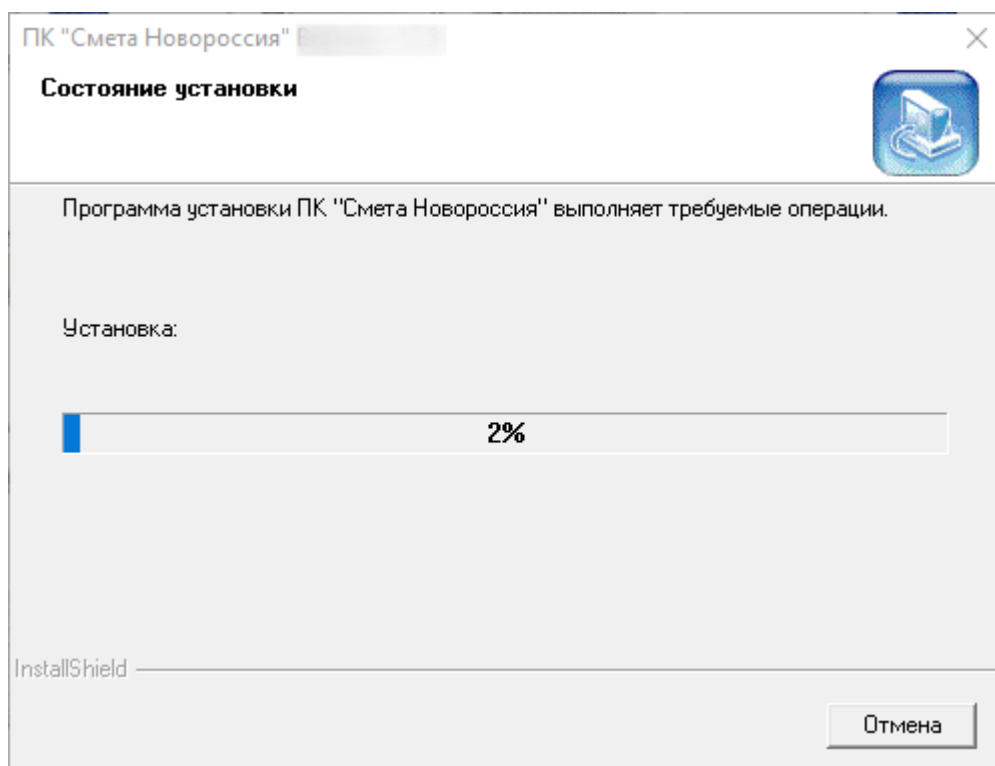 ПК "Смета Новороссия"
Состояние установки
Программа установки ПК "Смета Новороссия" выполняет требуемые операции.
Установка:
2%
InstallShield
Отмена